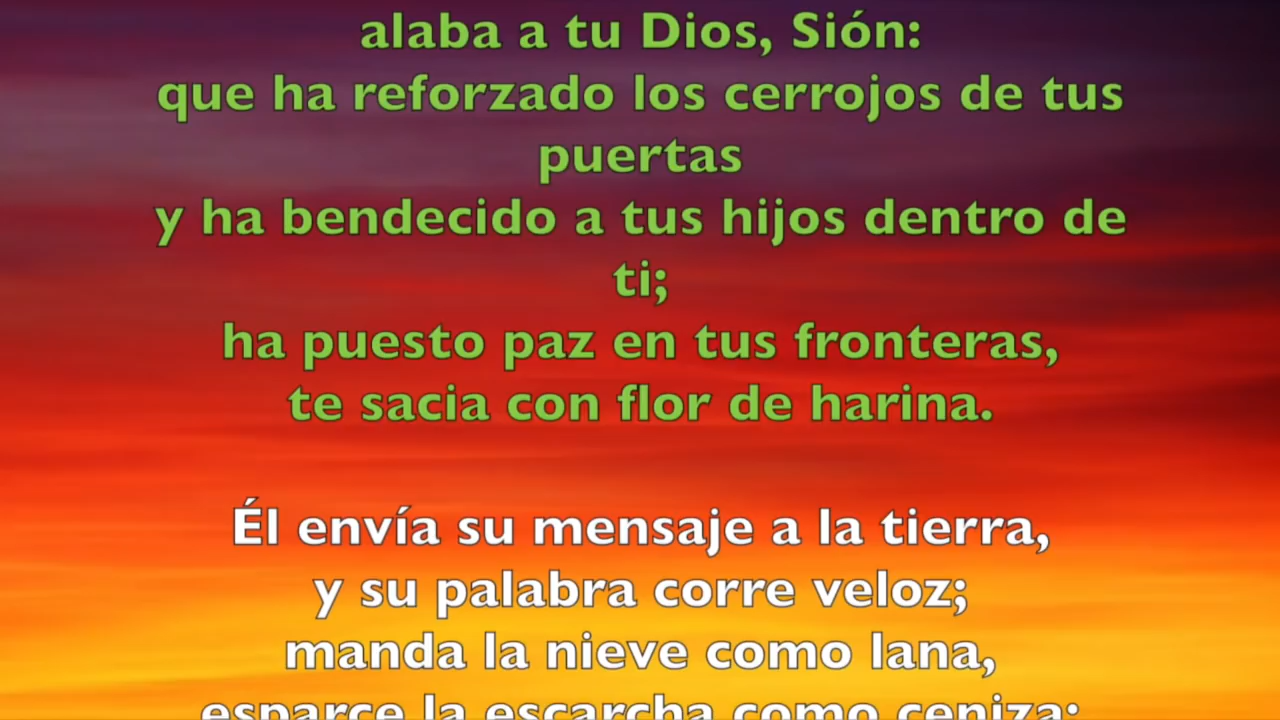 alaba a tu Dios, Sión:
que ha reforzado los cerrojos de tus
puertas
y ha bendecido a tus hijos dentro de
ti;
ha puesto paz en tus fronteras,
te sacia con flor de harina.
Él envía su mensaje a la tierra,
y su palabra corre veloz;
manda la nieve como lana,
esparce la escarcha como ceniza;